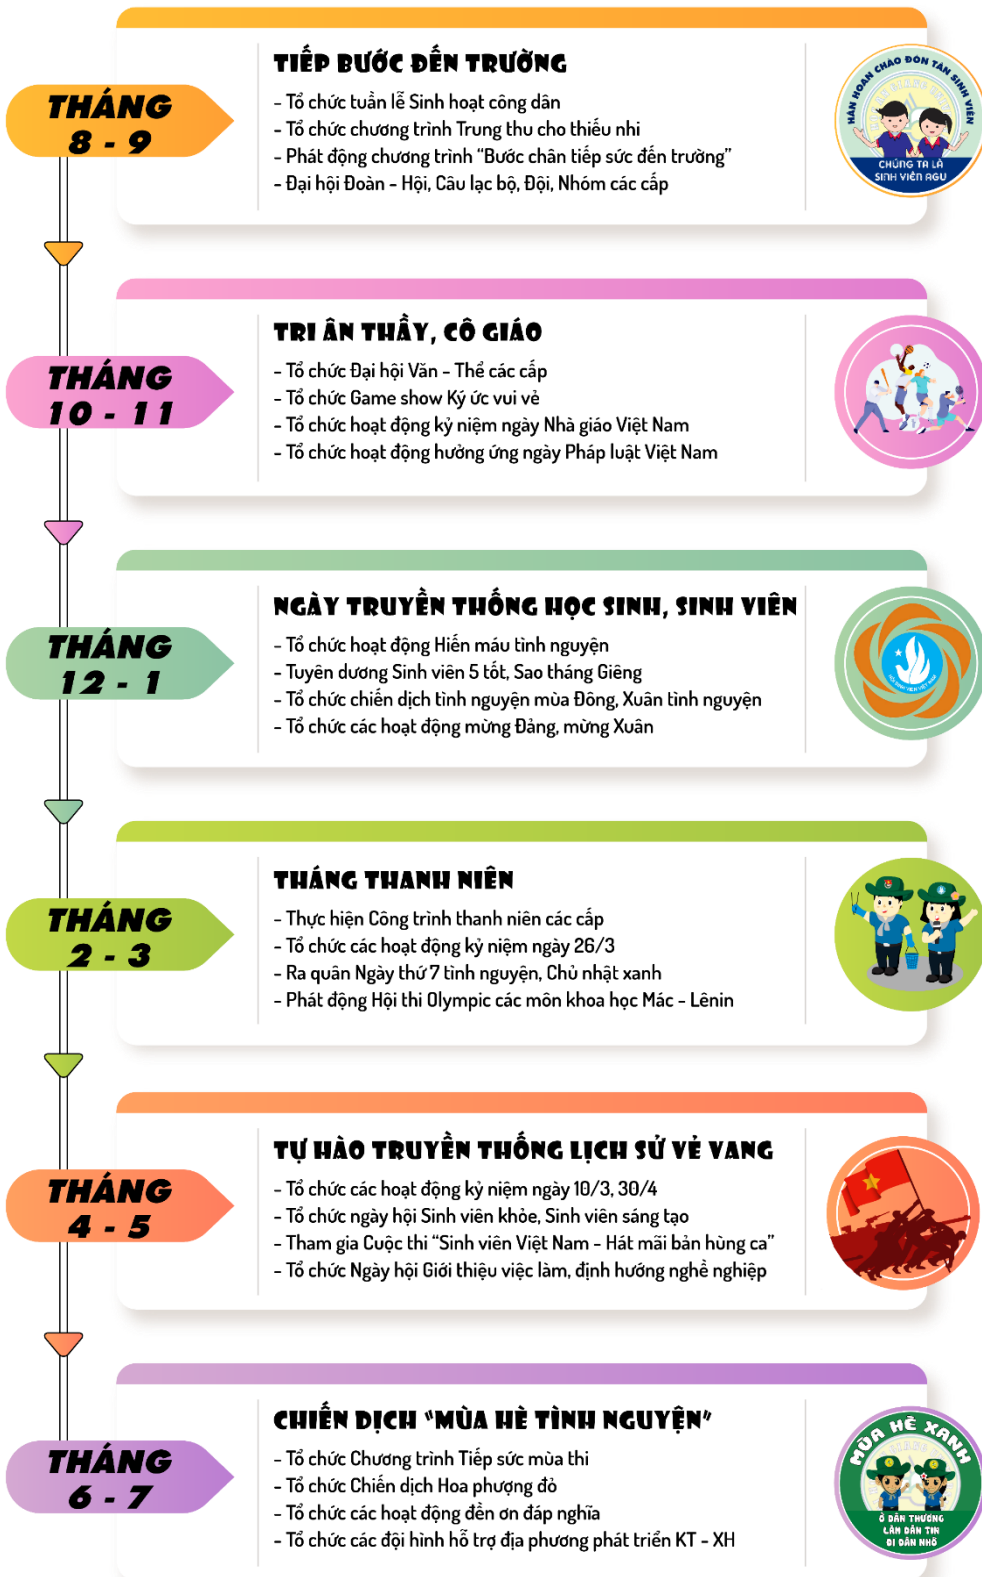 THÁNG
8 - 9
TIẾP BƯỚC ĐẾN TRƯỜNG
- Tổ chức tuần lễ Sinh hoạt công dân
- Tổ chức chương trình Trung thu cho thiếu nhi
- Phát động chương trình “Bước chân tiếp sức đến trường”
- Đại hội Đoàn - Hội, Câu lạc bộ, Đội, Nhóm các cấp
HÂN HOAN CHÀO ĐÓN TÂN SINH VIÊN
CHÚNG TA LÀ
SINH VIÊN AGU
THÁNG
10 - 11
TRI ÂN THẦY, CÔ GIÁO
- Tổ chức Đại hội Văn - Thể các cấp
- Tổ chức Game show Ký ức vui vẻ
- Tổ chức hoạt động kỷ niệm ngày Nhà giáo Việt Nam
- Tổ chức hoạt động hưởng ứng ngày Pháp luật Việt Nam
THÁNG
12 - 1
NGÀY TRUYỀN THỐNG HỌC SINH, SINH VIÊN
- Tổ chức hoạt động Hiến máu tình nguyện
- Tuyên dương Sinh viên 5 tốt, Sao tháng Giêng
- Tổ chức chiến dịch tình nguyện mùa Đông, Xuân tình nguyện
- Tổ chức các hoạt động mừng Đảng, mừng Xuân
HỘI SINH VIÊN VIỆT NAM
THÁNG
2 - 3
THÁNG THANH NIÊN
- Thực hiện Công trình thanh niên các cấp
- Tổ chức các hoạt động kỷ niệm ngày 26/3
- Ra quân Ngày thứ 7 tình nguyện, Chủ nhật xanh
- Phát động Hội thi Olympic các môn khoa học Mác - Lênin
THÁNG
4 - 5
TỰ HÀO TRUYỀN THỐNG LỊCH SỬ VẺ VANG
- Tổ chức các hoạt động kỷ niệm ngày 10/3, 30/4
- Tổ chức ngày hội Sinh viên khỏe, Sinh viên sáng tạo
- Tham gia Cuộc thi “Sinh viên Việt Nam - Hát mãi bản hùng ca”
- Tổ chức Ngày hội Giới thiệu việc làm, định hướng nghề nghiệp
THÁNG
6 - 7
CHIẾN DỊCH “MÙA HÈ TÌNH NGUYỆN”
- Tổ chức Chương trình Tiếp sức mùa thi
- Tổ chức Chiến dịch Hoa phượng đỏ
- Tổ chức các hoạt động đền ơn đáp nghĩa
- Tổ chức các đội hình hỗ trợ địa phương phát triển KT - XH
MÙA HÈ XANH
Ở DÂN THƯƠNG
LÀM DÂN TIN
ĐI DÂN NHỚ